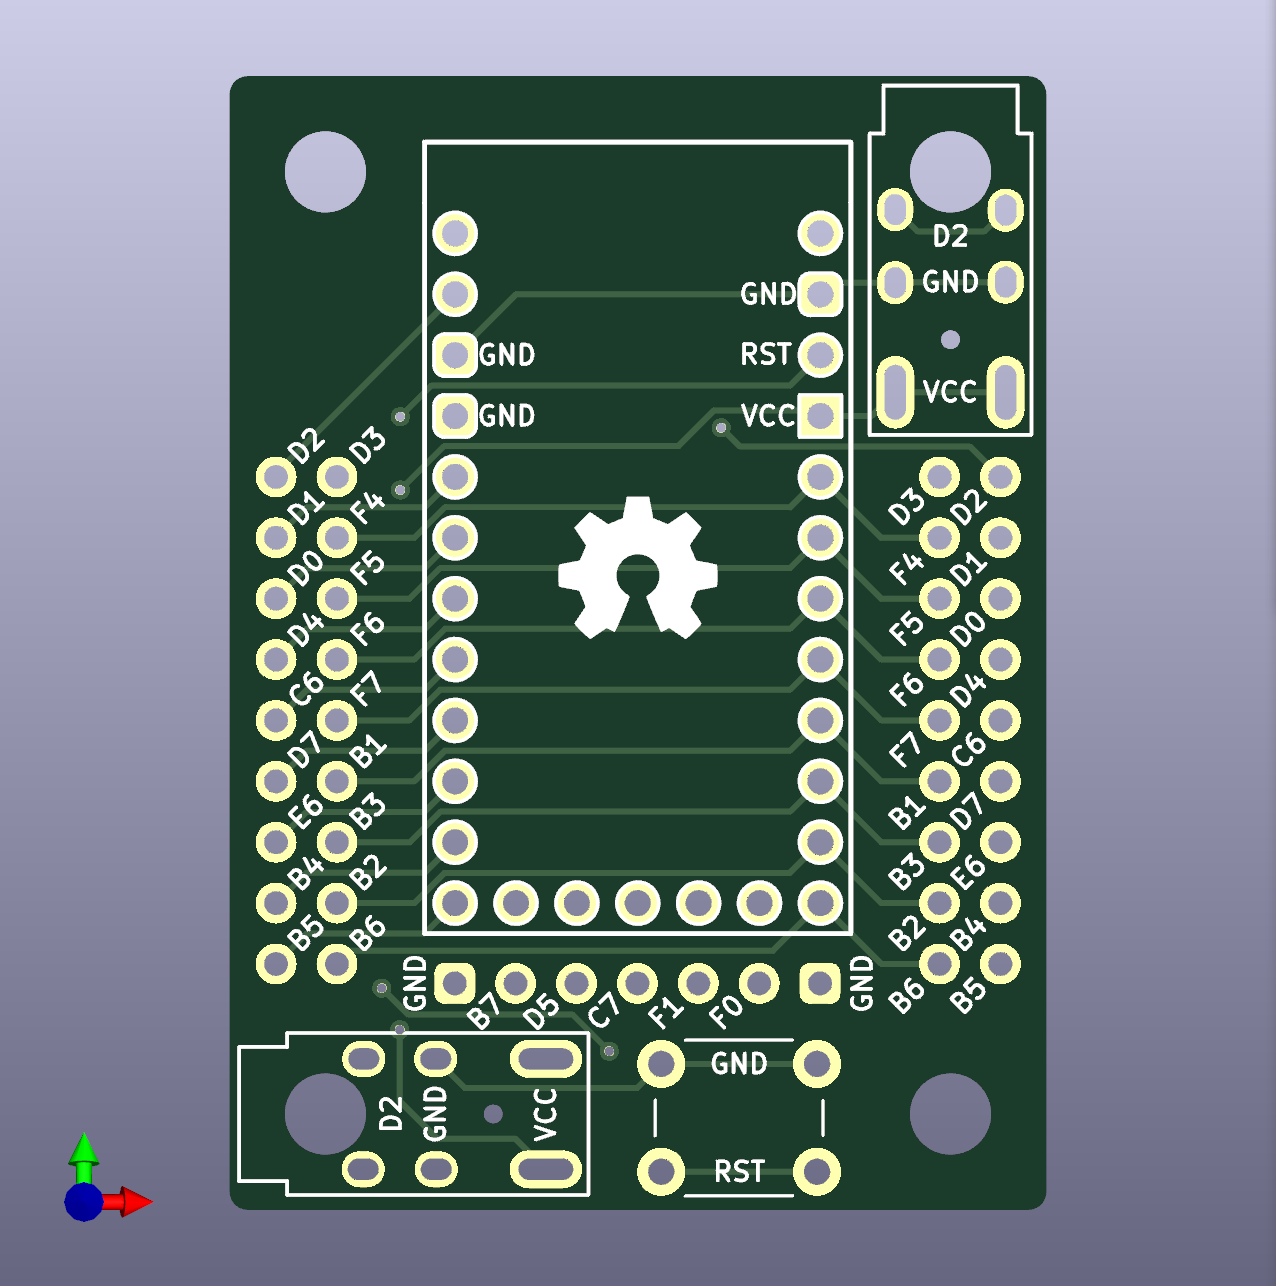 D2
GND
GND
GND
RST
VCC
GND
VCC
D2
D3
D1
F4
D0
F5
D4
F6
C6
F7
D7
B1
E6
B3
B4
B2
B5
B6
D3
D2
F4
D1
F5
D0
F6
D4
F7
C6
B1
D7
B3
E6
B2
B4
B6
B5
GND
B7
D5
C7
F1
F0
GND
D2
GND
VCC
GND
RST